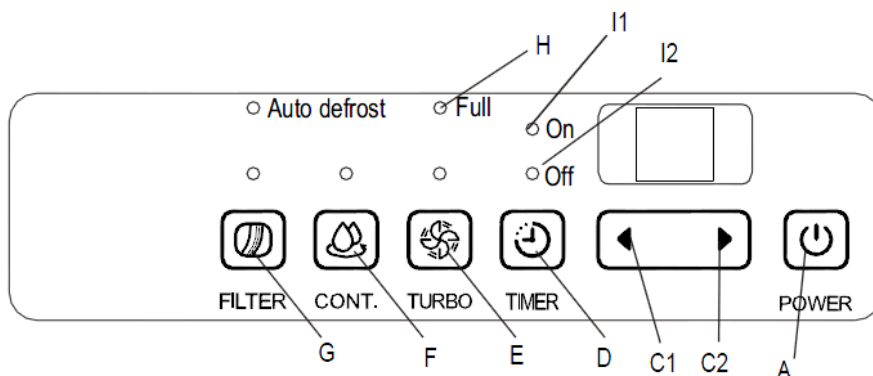 I1
H
I2
Auto defrost
Full
On
Off
FILTER
CONT.
TURBO
TIMER
POWER
G
F
E
D
C1
C2
A